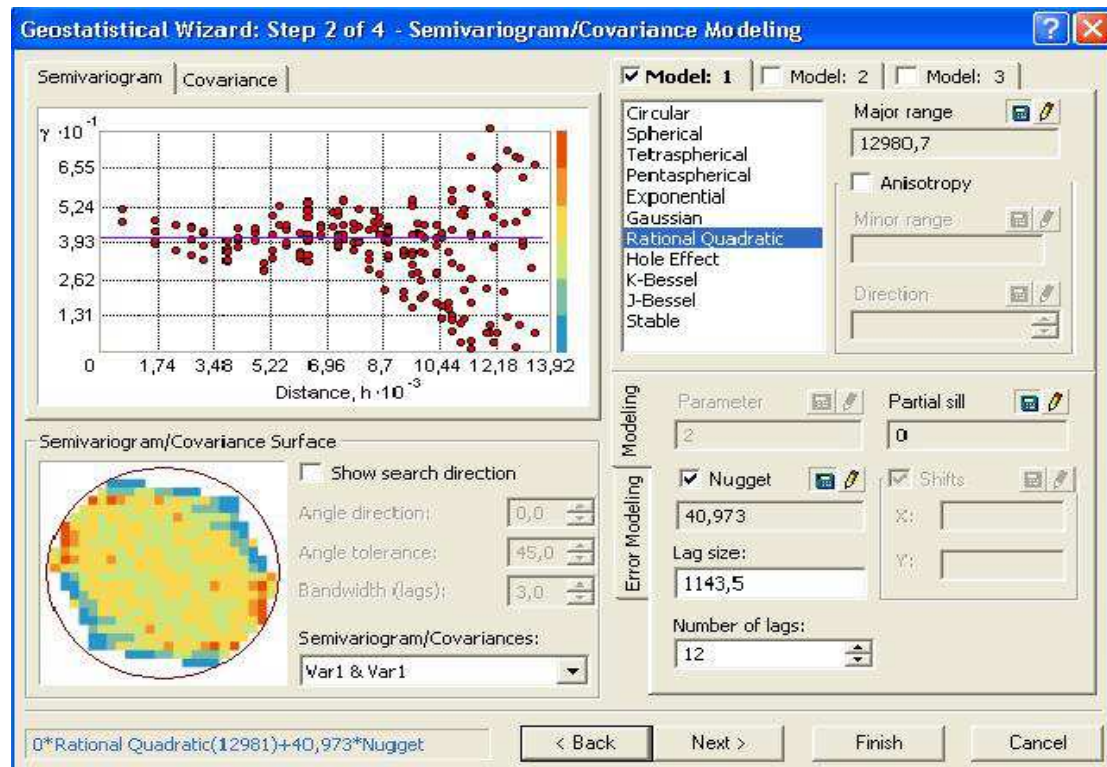 Geostatistical Wizard: Step 2 of 4 - Semivariogram/Covariance Modeling
Semivariogram
Covariance
γ ·10⁻¹
6,55
5,24
3,93
2,62
1,31
0 1,74 3,48 5,22 6,96 8,7 10,44 12,18 13,92
Distance, h ·10⁻³
Semivariogram/Covariance Surface
Show search direction
Angle direction: 0,0
Angle tolerance: 45,0
Bandwidth (lags): 3,0
Semivariogram/Covariances:
Var1 & Var1
Model: 1
Model: 2
Model: 3
Circular
Spherical
Tetraspherical
Pentaspherical
Exponential
Gaussian
Rational Quadratic
Hole Effect
K-Bessel
J-Bessel
Stable
Major range
12980,7
Anisotropy
Minor range
Direction
Modeling
Error Modeling
Parameter
2
Partial sill
0
Nugget
40,973
Shifts
X:
Y:
Lag size:
1143,5
Number of lags:
12
0*Rational Quadratic(12981)+40,973*Nugget
< Back
Next >
Finish
Cancel